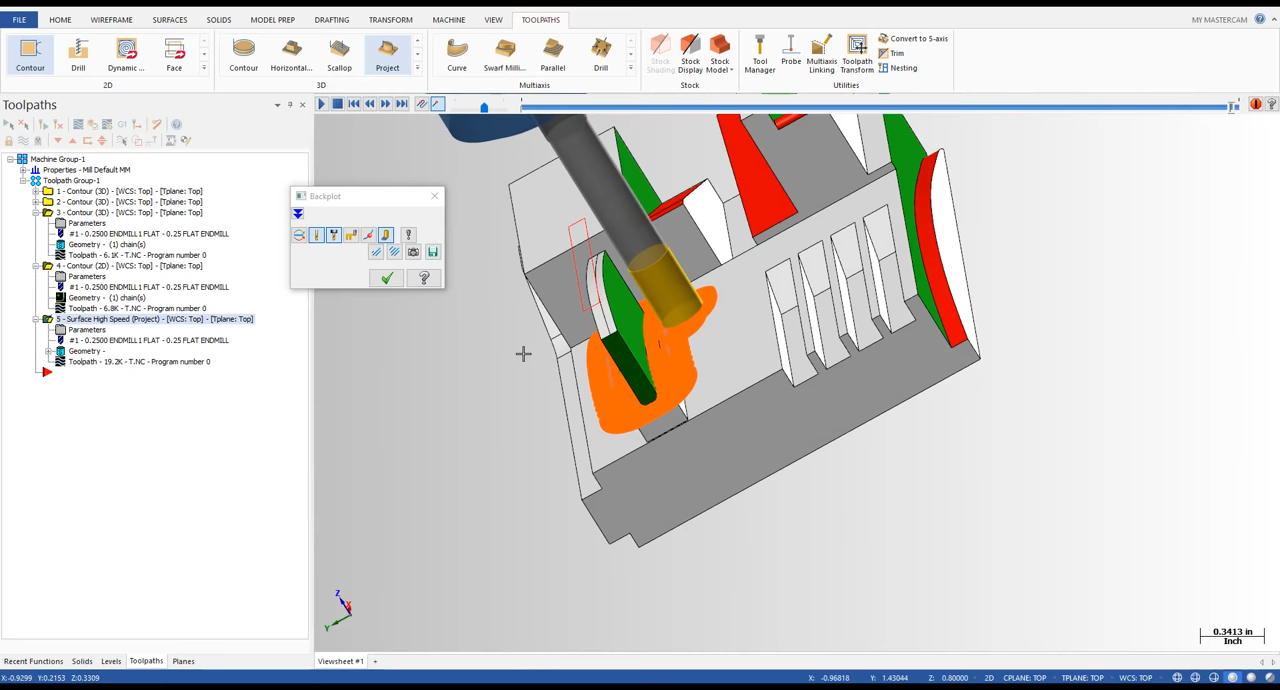 FILE HOME WIREFRAME SURFACES SOLIDS MODEL PREP DRAFTING TRANSFORM MACHINE VIEW TOOLPATHS MY MASTERCAM
Contour Drill Dynamic ... Face Contour Horizontal... Scallop Project Curve Swarf Milli... Parallel Drill Stock Shading Stock Display Stock Model Tool Manager Probe Multiaxis Linking Toolpath Transform
Convert to 5-axis
Trim
Nesting
2D 3D Multiaxis Stock Utilities
Toolpaths
Machine Group-1
Properties - Mill Default MM
Toolpath Group-1
1 - Contour (3D) - [WCS: Top] - [Tplane: Top]
2 - Contour (3D) - [WCS: Top] - [Tplane: Top]
3 - Contour (3D) - [WCS: Top] - [Tplane: Top]
Parameters
#1 - 0.2500 ENDMILL1 FLAT - 0.25 FLAT ENDMILL
Geometry - (1) chain(s)
Toolpath - 6.1K - T.NC - Program number 0
4 - Contour (2D) - [WCS: Top] - [Tplane: Top]
Parameters
#1 - 0.2500 ENDMILL1 FLAT - 0.25 FLAT ENDMILL
Geometry - (1) chain(s)
Toolpath - 6.8K - T.NC - Program number 0
5 - Surface High Speed (Project) - [WCS: Top] - [Tplane: Top]
Parameters
#1 - 0.2500 ENDMILL1 FLAT - 0.25 FLAT ENDMILL
Geometry -
Toolpath - 19.2K - T.NC - Program number 0
Backplot
Z
X
Y
0.3413 in
Inch
Recent Functions Solids Levels Toolpaths Planes
Viewsheet #1 +
X:-0.9299 Y:0.2153 Z:0.3309 X: -0.96818 Y: 1.43044 Z: 0.80000 2D CPLANE: TOP TPLANE: TOP WCS: TOP